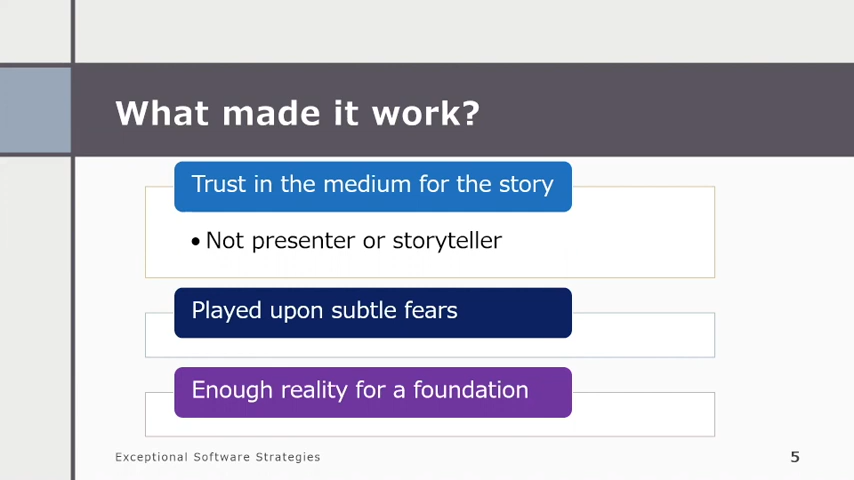 What made it work?
Trust in the medium for the story
• Not presenter or storyteller
Played upon subtle fears
Enough reality for a foundation
Exceptional Software Strategies
5